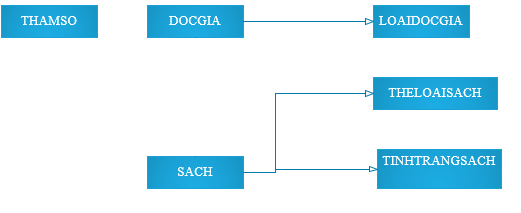 THAMSO
DOCGIA
LOAIDOCGIA
THELOAISACH
SACH
TINHTRANGSACH